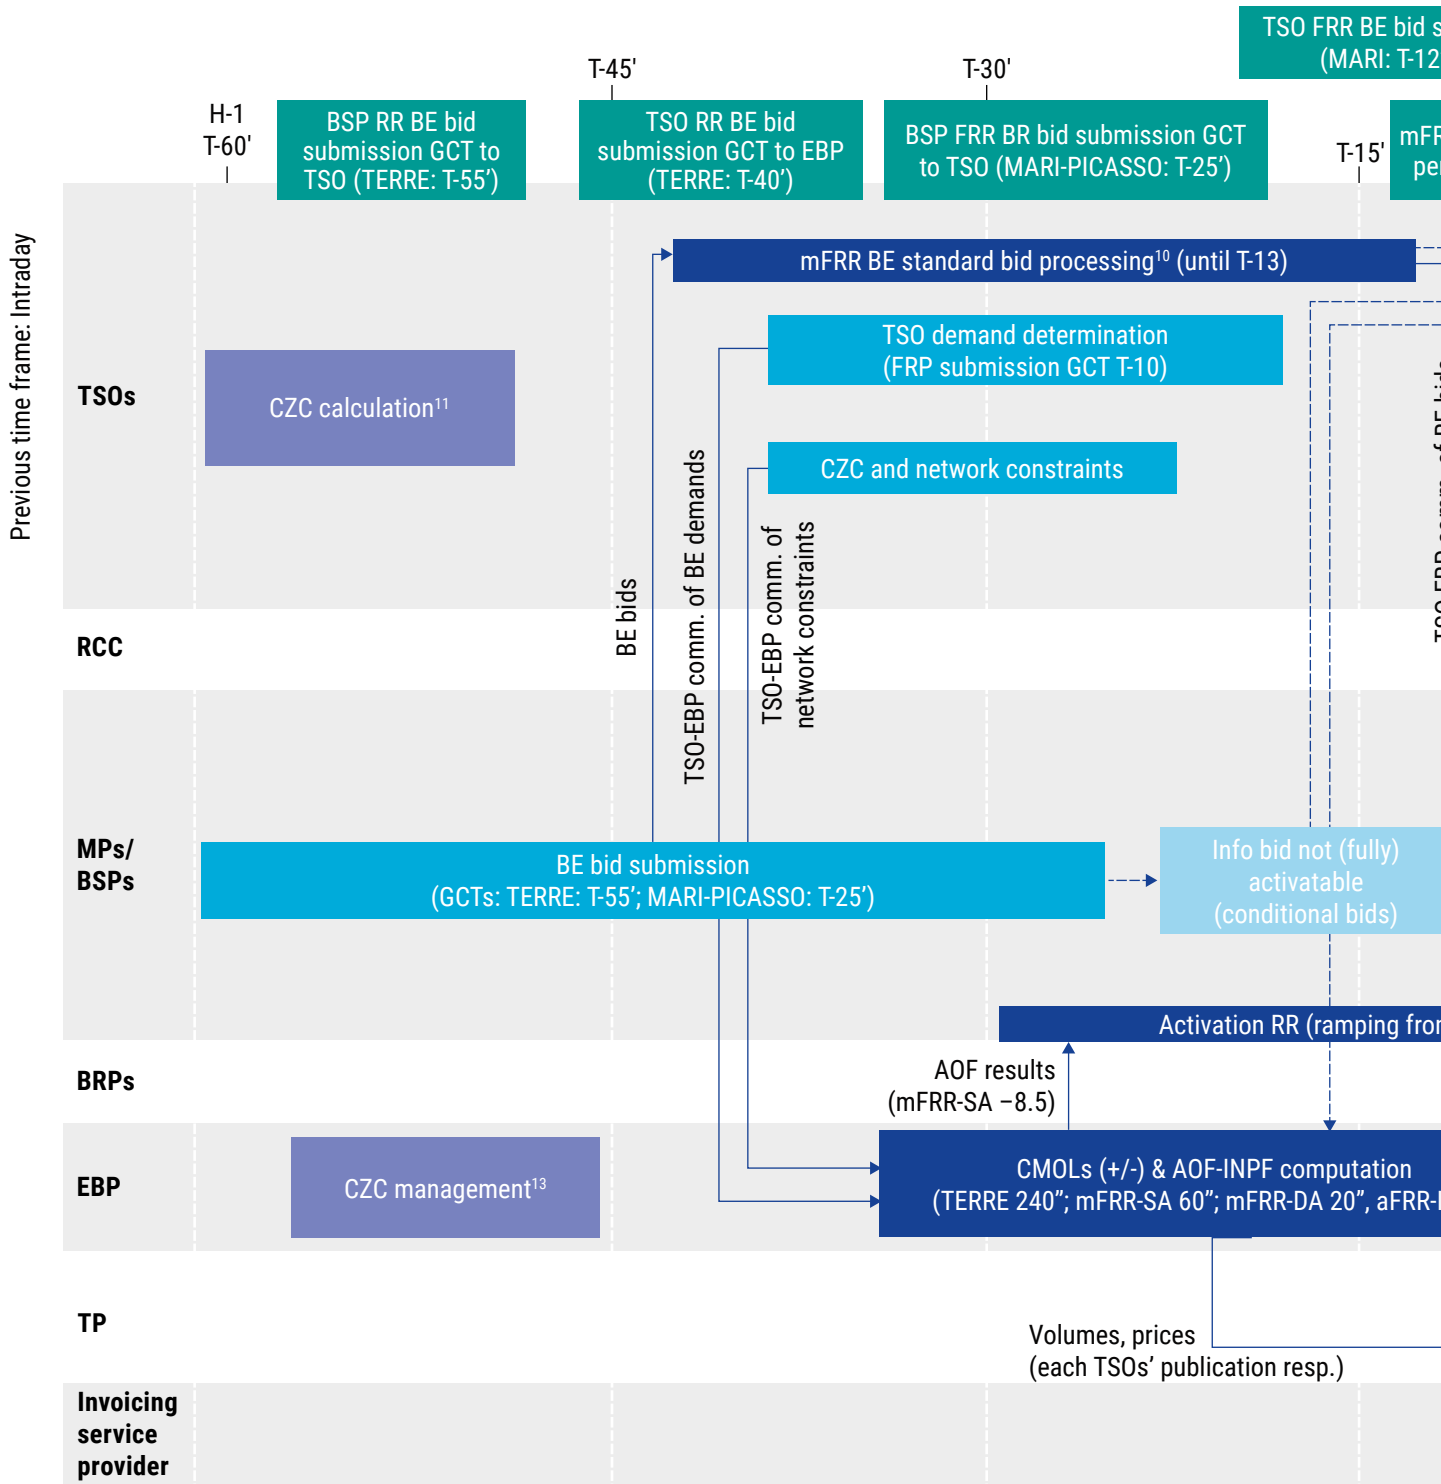 TSO FRR BE bid
(MARI: T-12
T-45'
T-30'
H-1
T-60'
BSP RR BE bid
submission GCT to
TSO (TERRE: T-55’)
TSO RR BE bid
submission GCT to EBP
(TERRE: T-40’)
BSP FRR BR bid submission GCT
to TSO (MARI-PICASSO: T-25’)
T-15'
Previous time frame: Intraday
mFRR BE standard bid processing¹⁰ (until T-13)
TSO demand determination
(FRP submission GCT T-10)
TSOs
CZC calculation¹¹
CZC and network constraints
BE bids
TSO-EBP comm. of BE demands
TSO-EBP comm. of
network constraints
RCC
MPs/
BSPs
BE bid submission
(GCTs: TERRE: T-55’; MARI-PICASSO: T-25’)
Info bid not (fully)
activatable
(conditional bids)
Activation RR (ramping
BRPs
AOF results
(mFRR-SA –8.5)
EBP
CZC management¹³
CMOLs (+/-) & AOF-INPF computation
(TERRE 240”; mFRR-SA 60”; mFRR-DA 20”,
TP
Volumes, prices
(each TSOs’ publication resp.)
Invoicing
service
provider